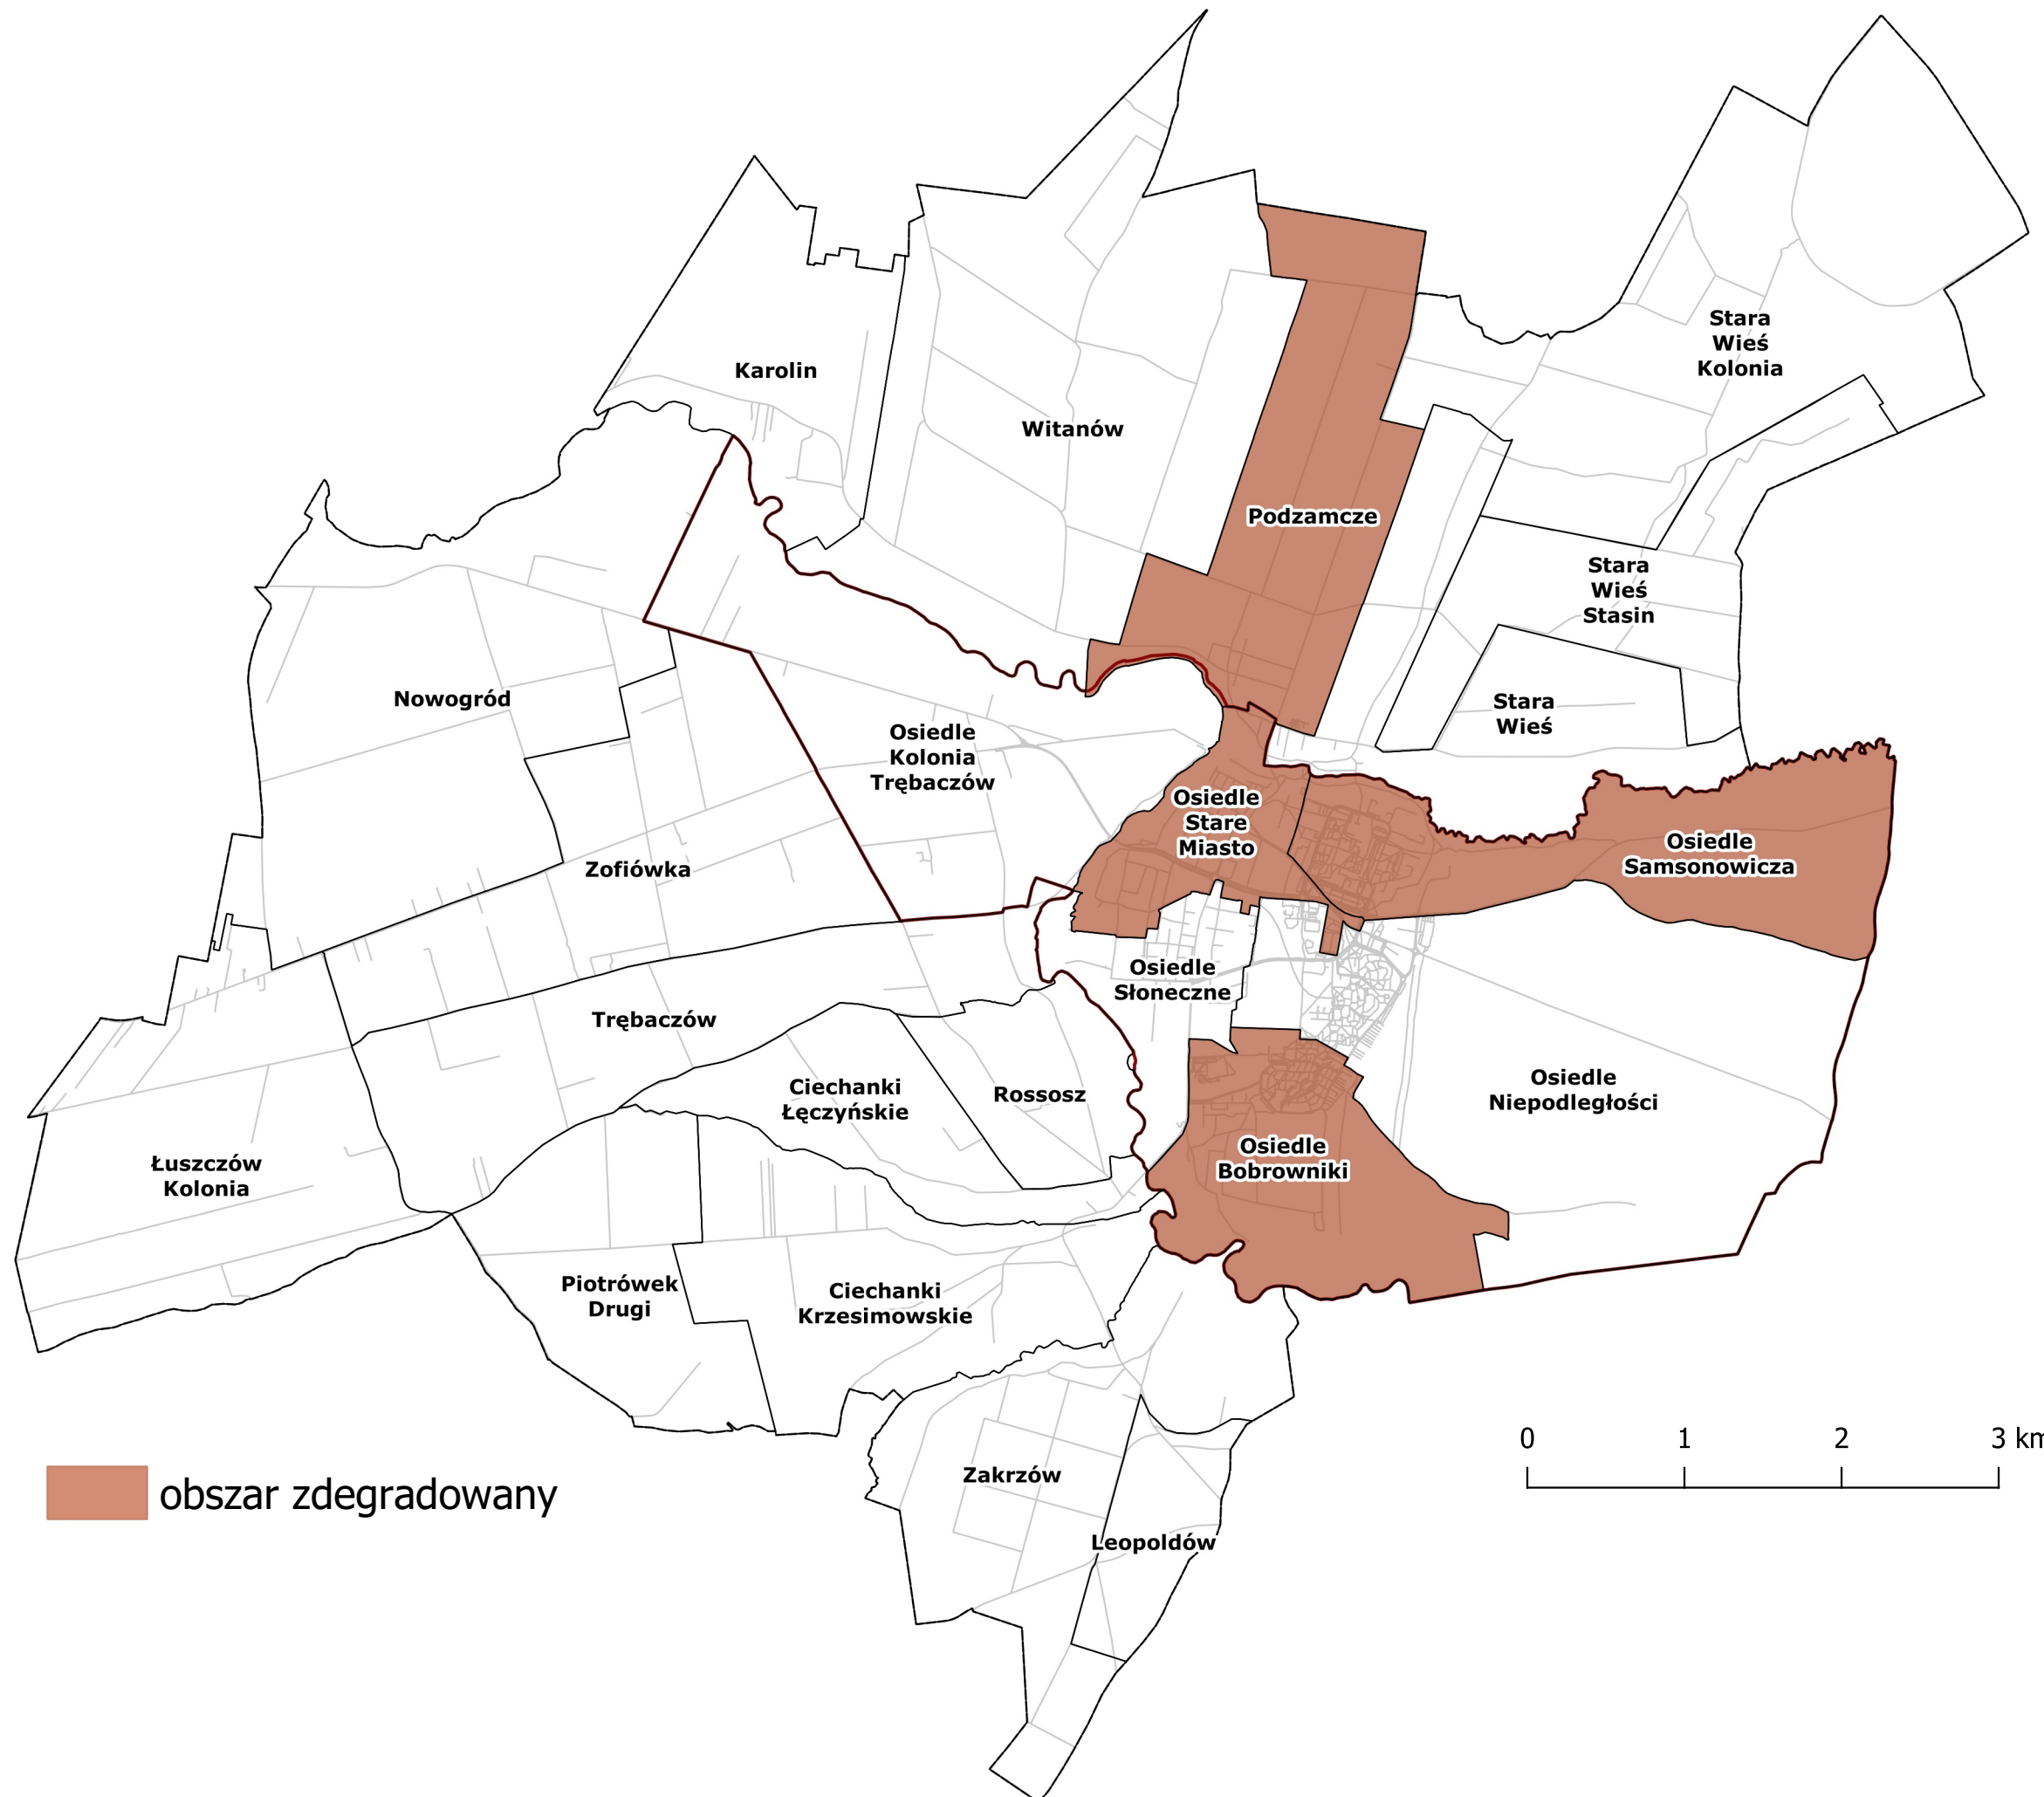 Stara
Wieś
Kolonia
Karolin
Witanów
Podzamcze
Stara
Wieś
Stasin
Nowogród
Stara
Wieś
Osiedle
Kolonia
Trębaczów
Osiedle
Stare
Miasto
Osiedle
Samsonowicza
Zofiówka
Osiedle
Słoneczne
Trębaczów
Ciechanki
Łęczyńskie
Rossosz
Osiedle
Niepodległości
Łuszczów
Kolonia
Osiedle
Bobrowniki
Piotrówek
Drugi
Ciechanki
Krzesimowskie
0 1 2 3 km
Zakrzów
obszar zdegradowany
Leopoldów